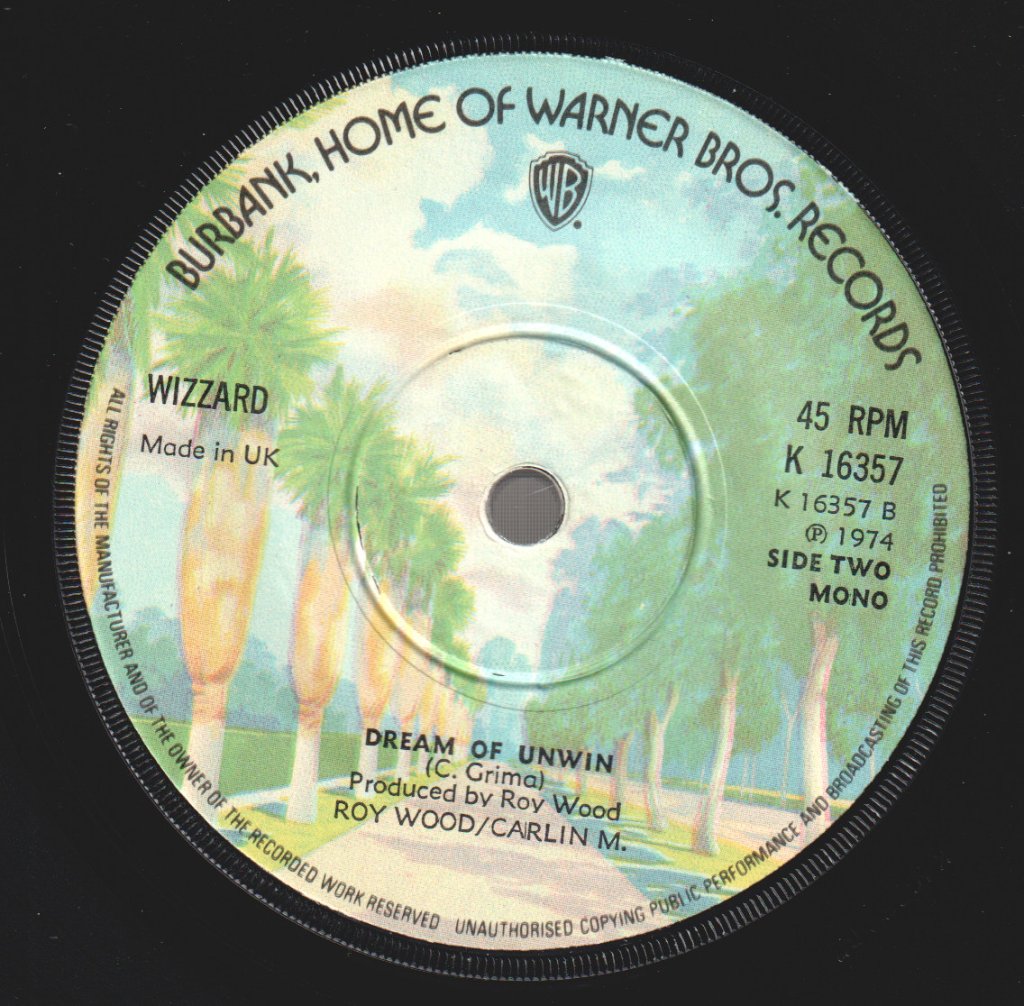 BURBANK, HOME OF WARNER BROS. RECORDS
WB
WIZZARD
Made in UK
45 RPM
K 16357
K 16357 B
℗ 1974
SIDE TWO
MONO
DREAM OF UNWIN
(C. Grima)
Produced by Roy Wood
ROY WOOD/CARLIN M.
ALL RIGHTS OF THE MANUFACTURER AND OF THE OWNER OF THE RECORDED WORK RESERVED UNAUTHORISED COPYING PUBLIC PERFORMANCE AND BROADCASTING OF THIS RECORD PROHIBITED